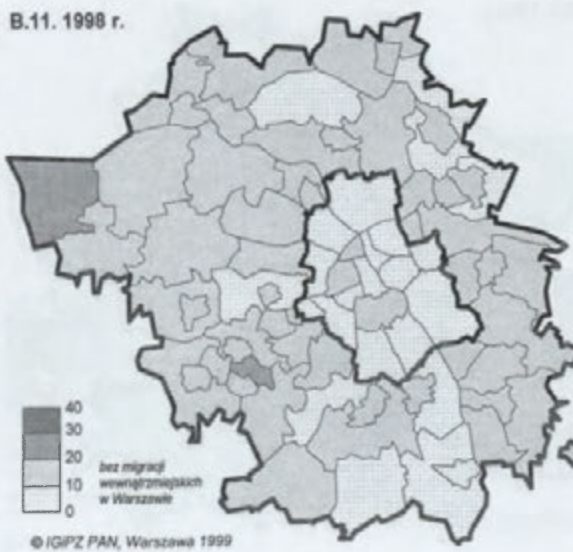 B.11. 1998 r.
40
30
20
10
0
bez migracji
wewnątrzmiejskich
w Warszawie
© IGiPZ PAN, Warszawa 1999